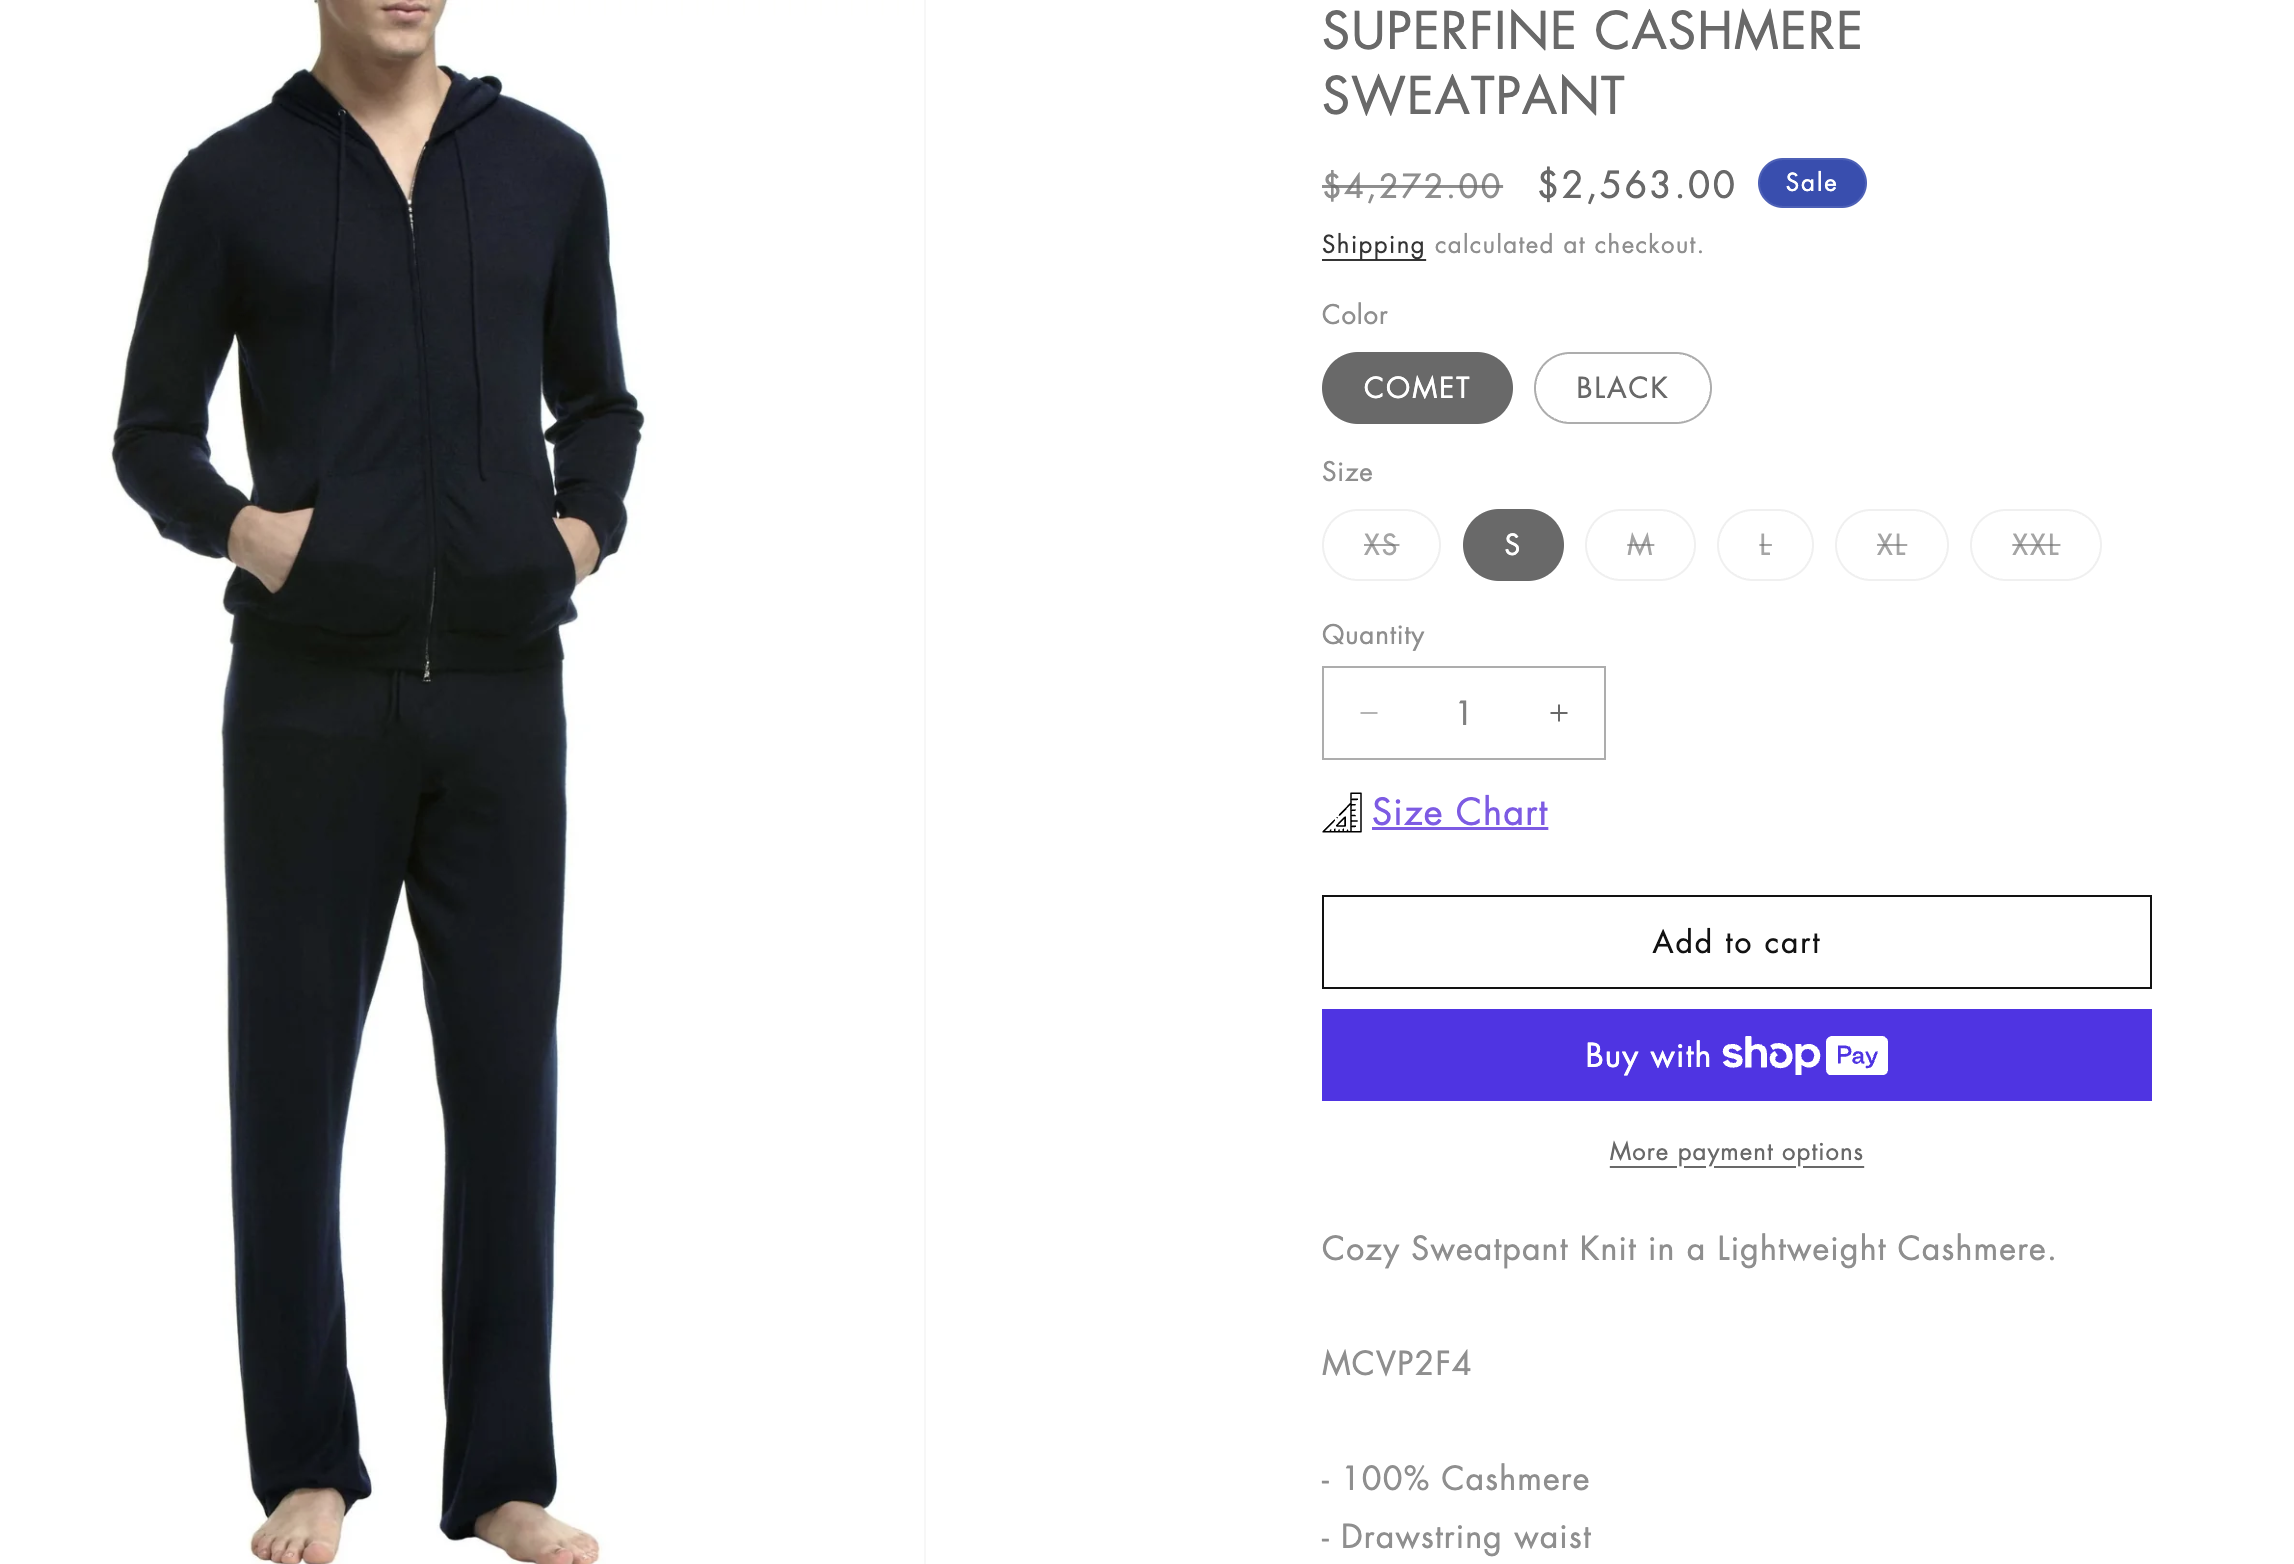 SUPERFINE CASHMERE
SWEATPANT
$4,272.00 $2,563.00 Sale
Shipping calculated at checkout.
Color
COMET BLACK
Size
XS S M L XL XXL
Quantity
− 1 +
Size Chart
Add to cart
Buy with shop Pay
More payment options
Cozy Sweatpant Knit in a Lightweight Cashmere.
MCVP2F4
- 100% Cashmere
- Drawstring waist